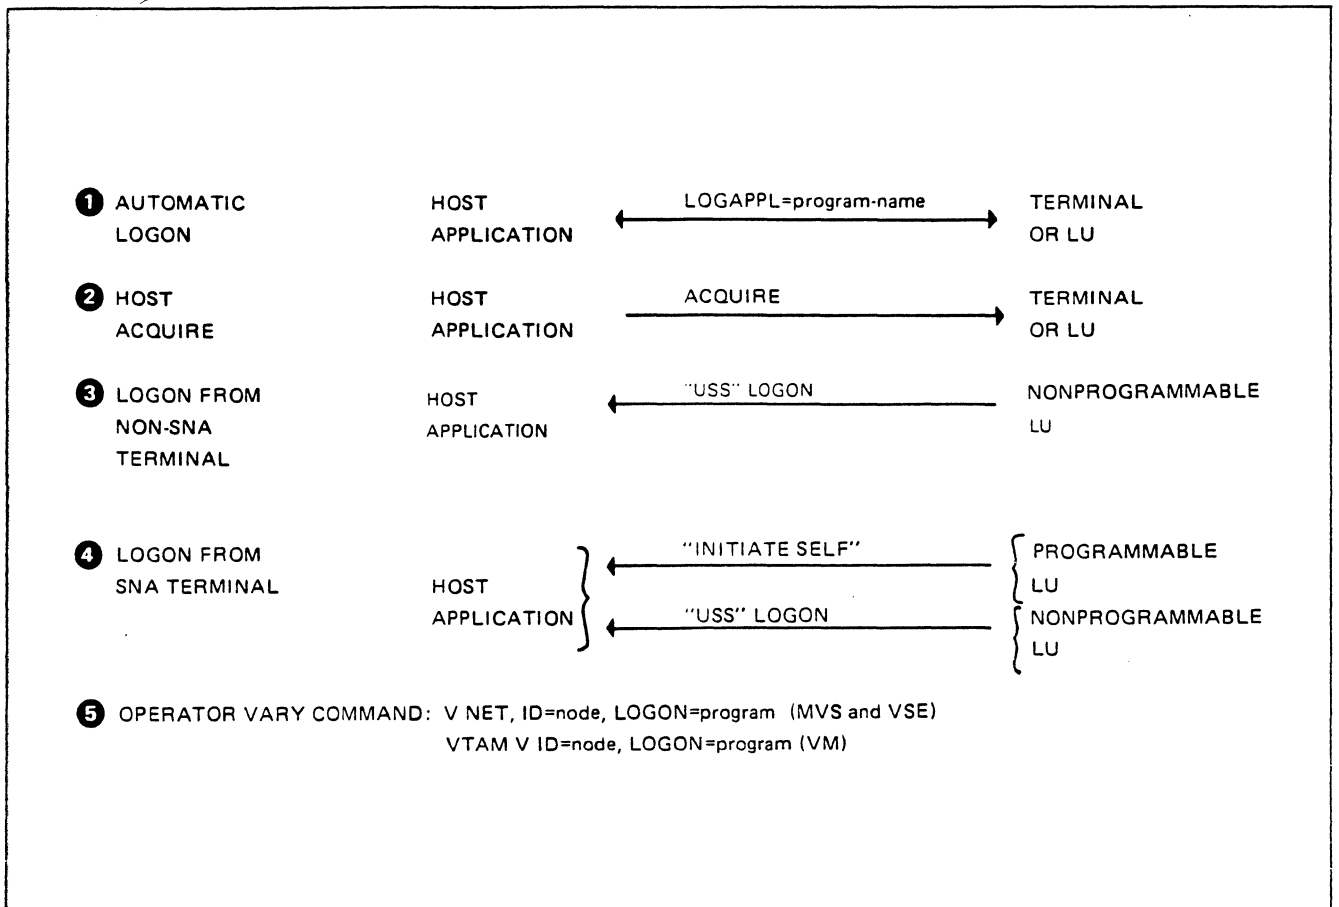 1 AUTOMATIC LOGON HOST APPLICATION LOGAPPL=program-name TERMINAL OR LU
2 HOST ACQUIRE HOST APPLICATION ACQUIRE TERMINAL OR LU
3 LOGON FROM NON-SNA TERMINAL HOST APPLICATION "USS" LOGON NONPROGRAMMABLE LU
4 LOGON FROM SNA TERMINAL HOST APPLICATION "INITIATE SELF" PROGRAMMABLE LU
"USS" LOGON NONPROGRAMMABLE LU
5 OPERATOR VARY COMMAND: V NET, ID=node, LOGON=program (MVS and VSE)
VTAM V ID=node, LOGON=program (VM)